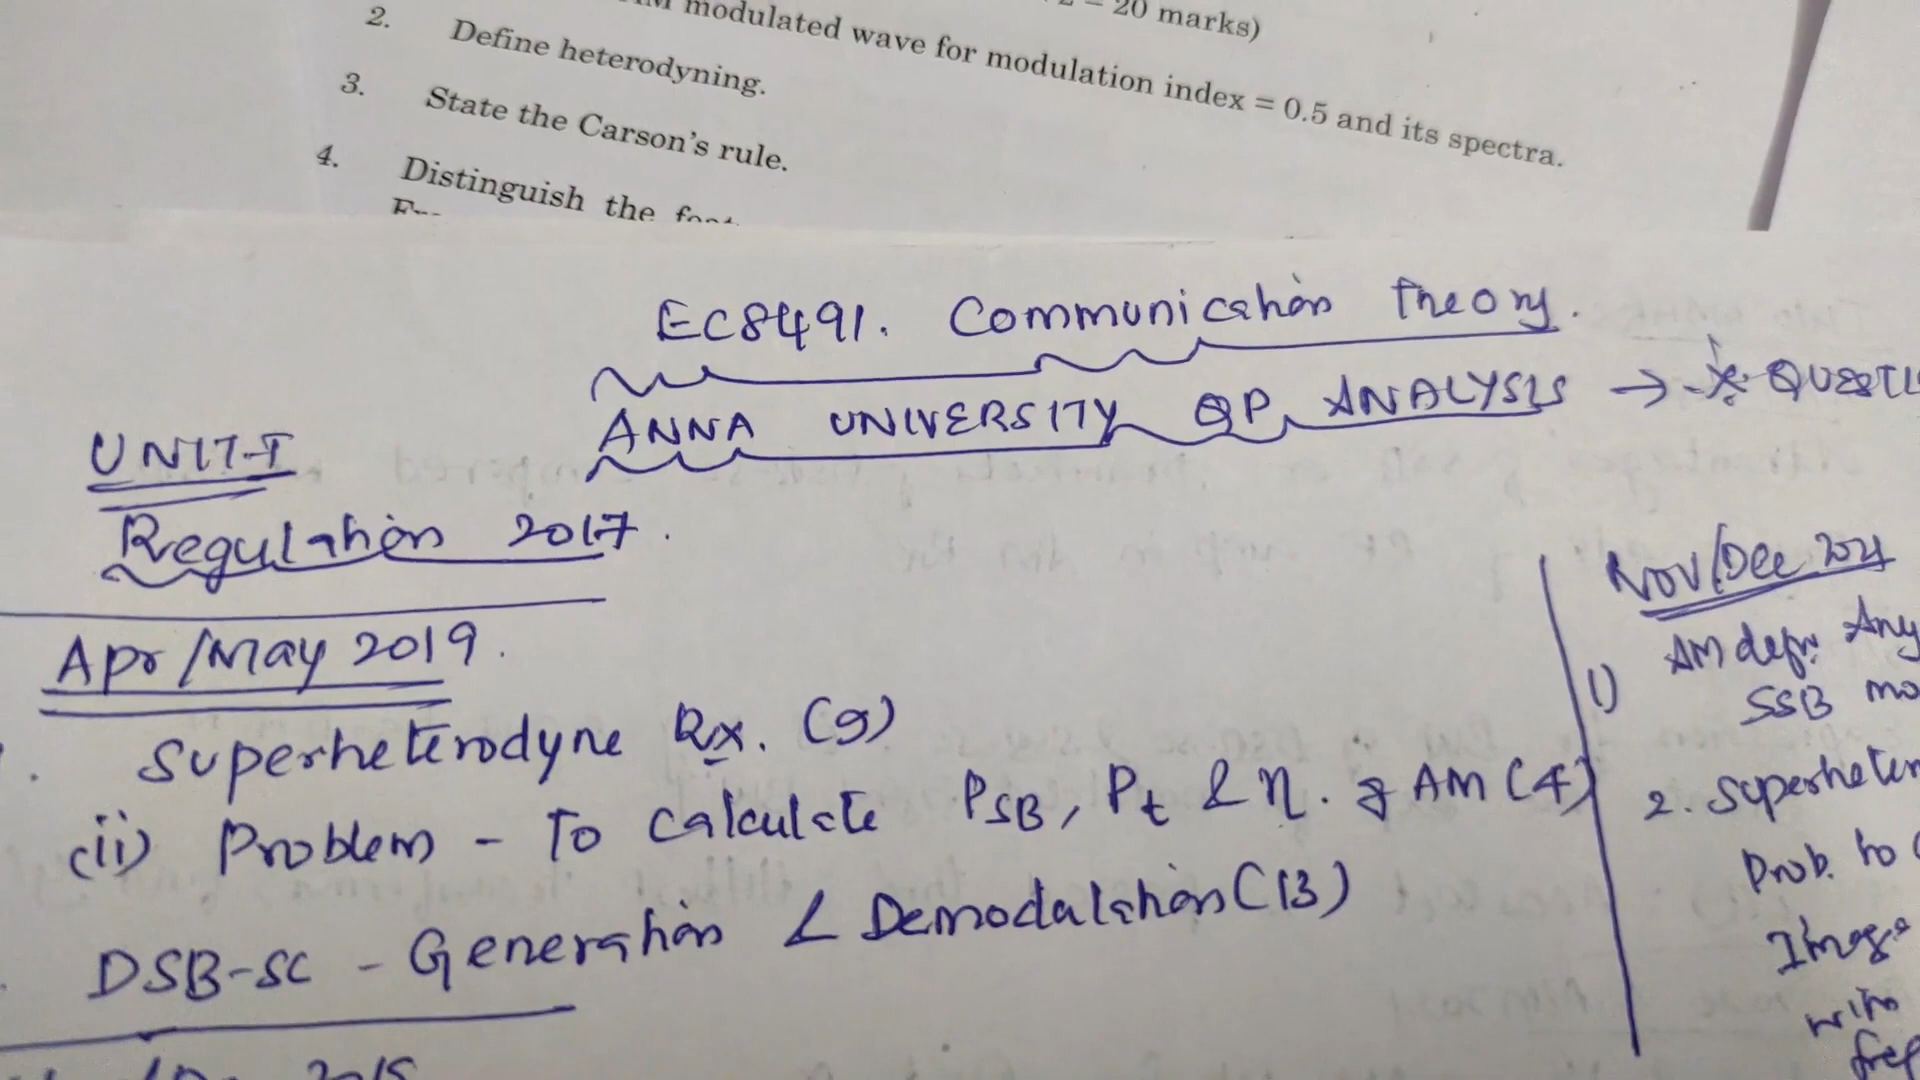 20 marks)
modulated wave for modulation index = 0.5 and its spectra.
2. Define heterodyning.
3. State the Carson's rule.
4. Distinguish the
EC8491. Communication Theory.
ANNA UNIVERSITY QP ANALYSIS →
UNIT-I
Regulation 2017.
Apr/May 2019.
Superheterodyne Rx. (9)
(ii) Problem - To calculate PSB, Pt & η. of AM (4)
DSB-SC - Generation & Demodulation (13)
Nov/Dec 2021
1) AM defn. Any
SSB
2. Superheter
Prob. to
Image